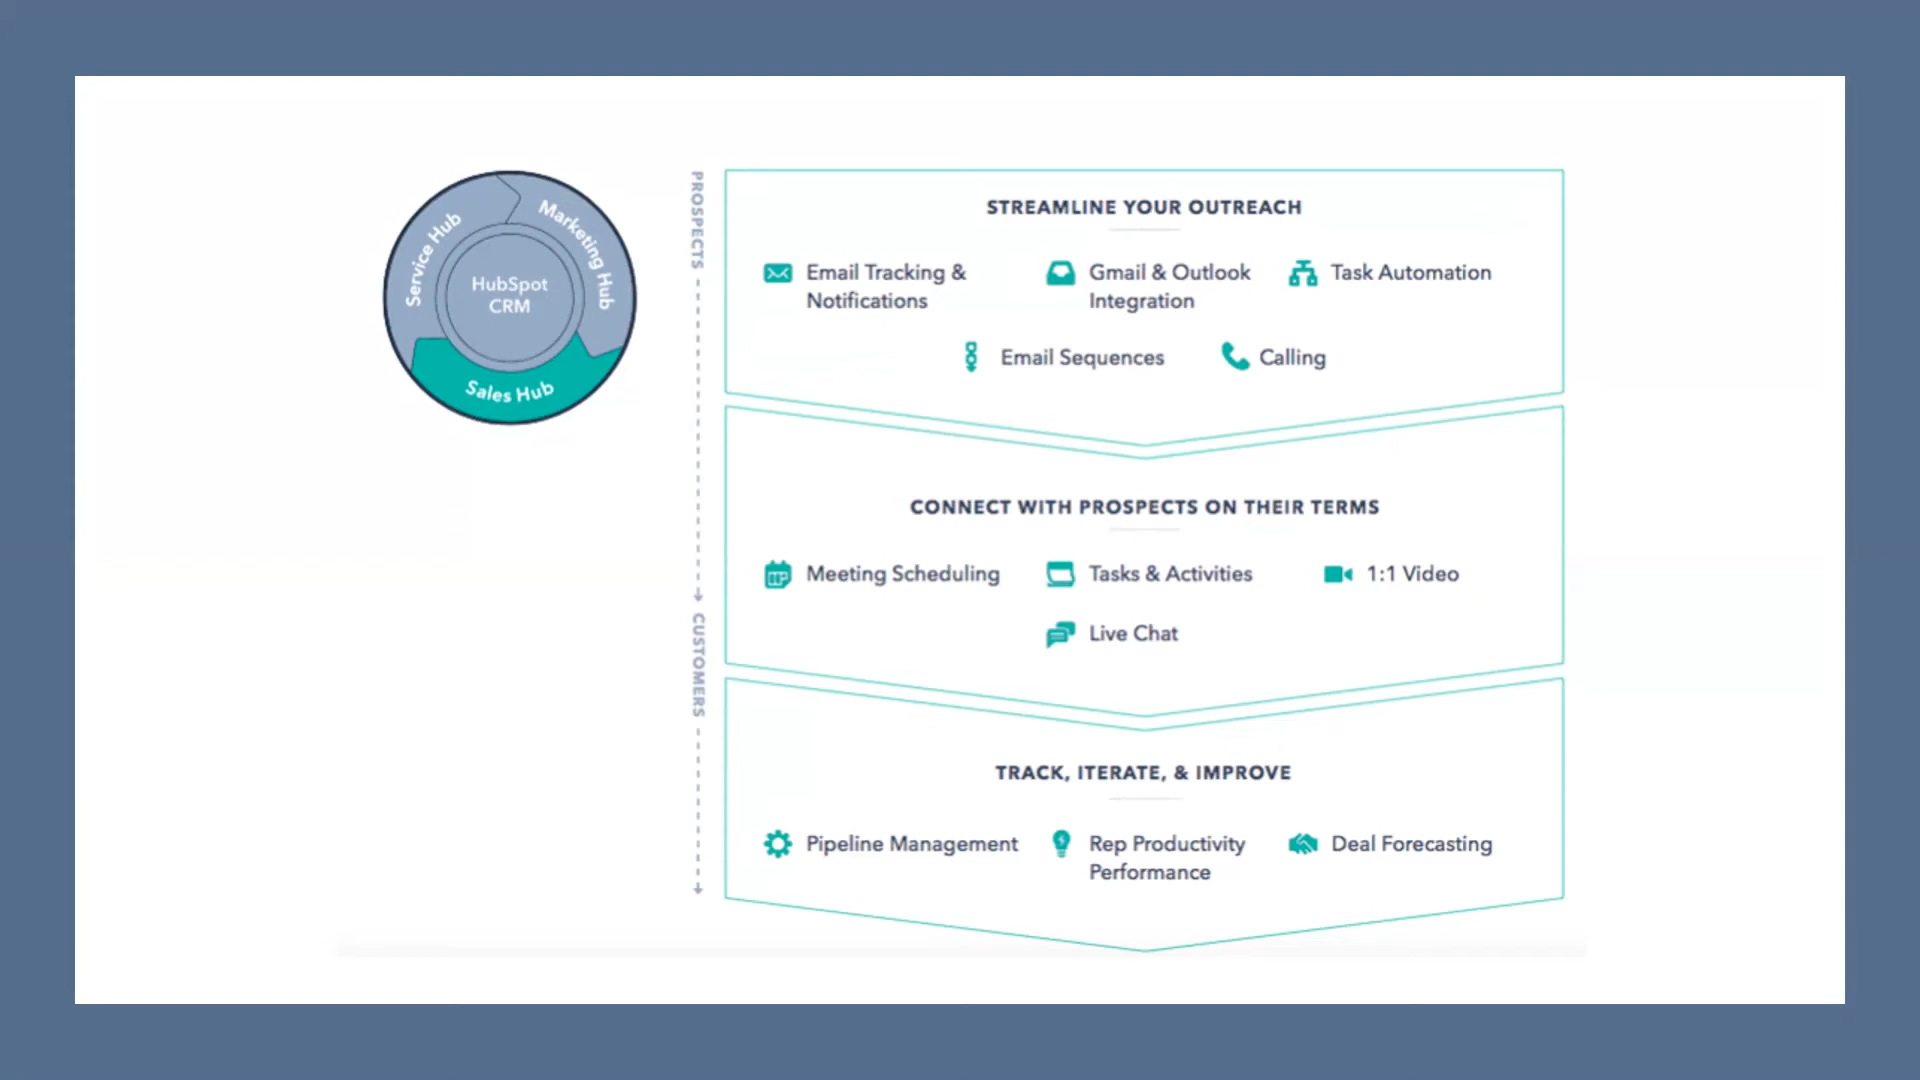 Service Hub
Marketing Hub
HubSpot
CRM
Sales Hub
PROSPECTS
CUSTOMERS
STREAMLINE YOUR OUTREACH
Email Tracking &
Notifications
Gmail & Outlook
Integration
Task Automation
Email Sequences
Calling
CONNECT WITH PROSPECTS ON THEIR TERMS
Meeting Scheduling
Tasks & Activities
1:1 Video
Live Chat
TRACK, ITERATE, & IMPROVE
Pipeline Management
Rep Productivity
Performance
Deal Forecasting